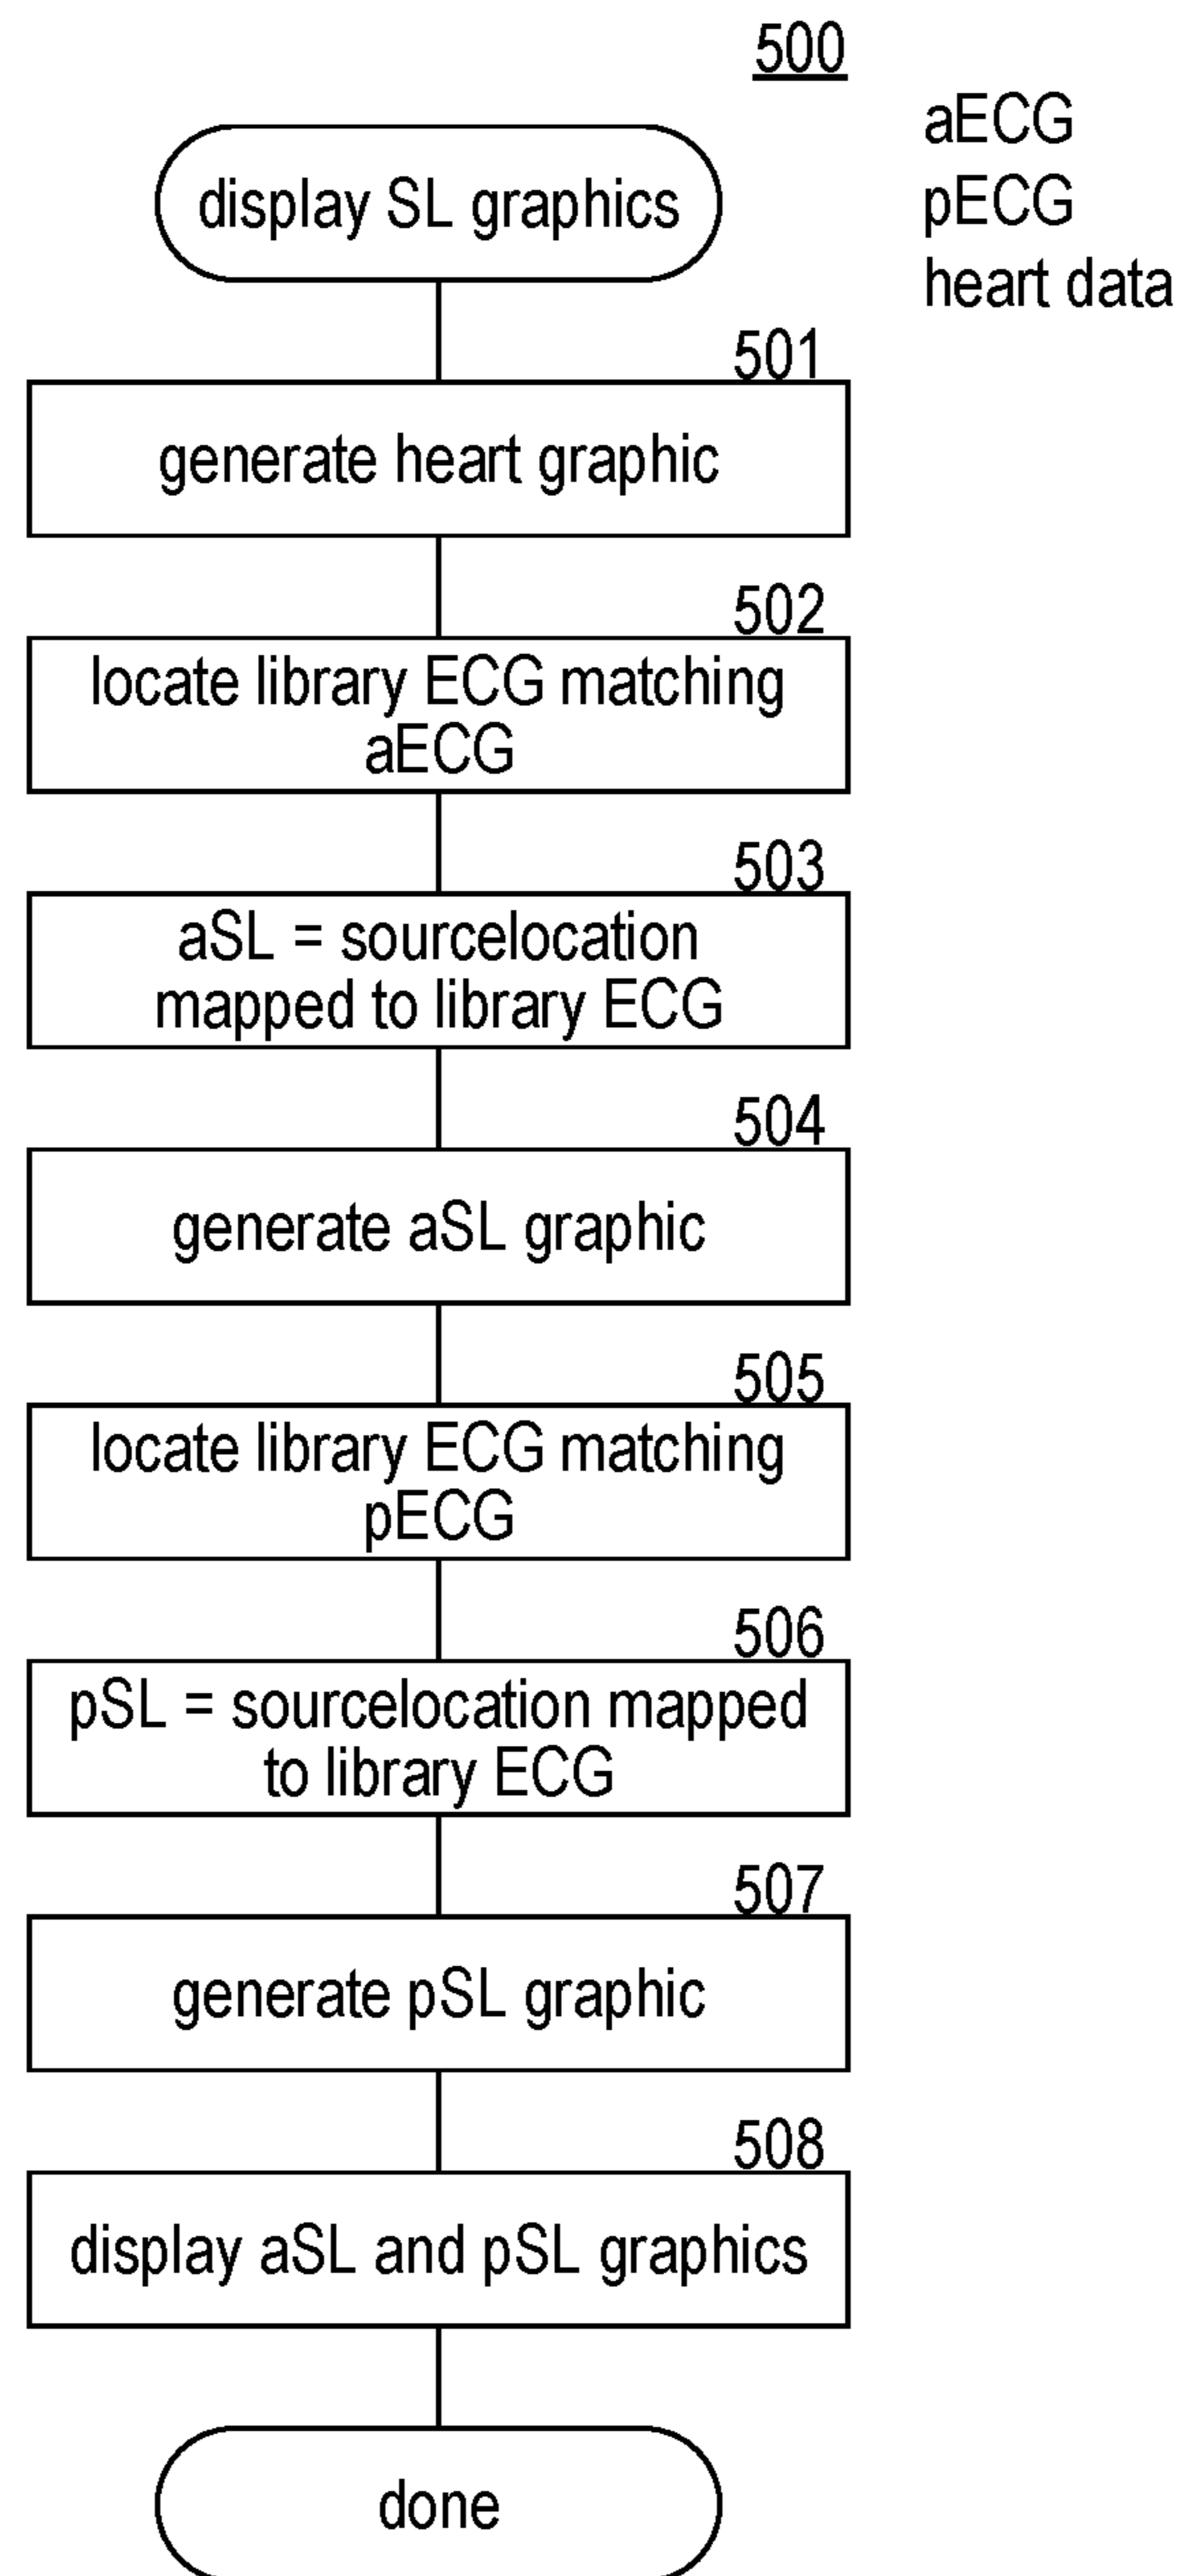 500
aECG
pECG
heart data
display SL graphics
501
generate heart graphic
502
locate library ECG matching
aECG
503
aSL = sourcelocation
mapped to library ECG
504
generate aSL graphic
505
locate library ECG matching
pECG
506
pSL = sourcelocation mapped
to library ECG
507
generate pSL graphic
508
display aSL and pSL graphics
done